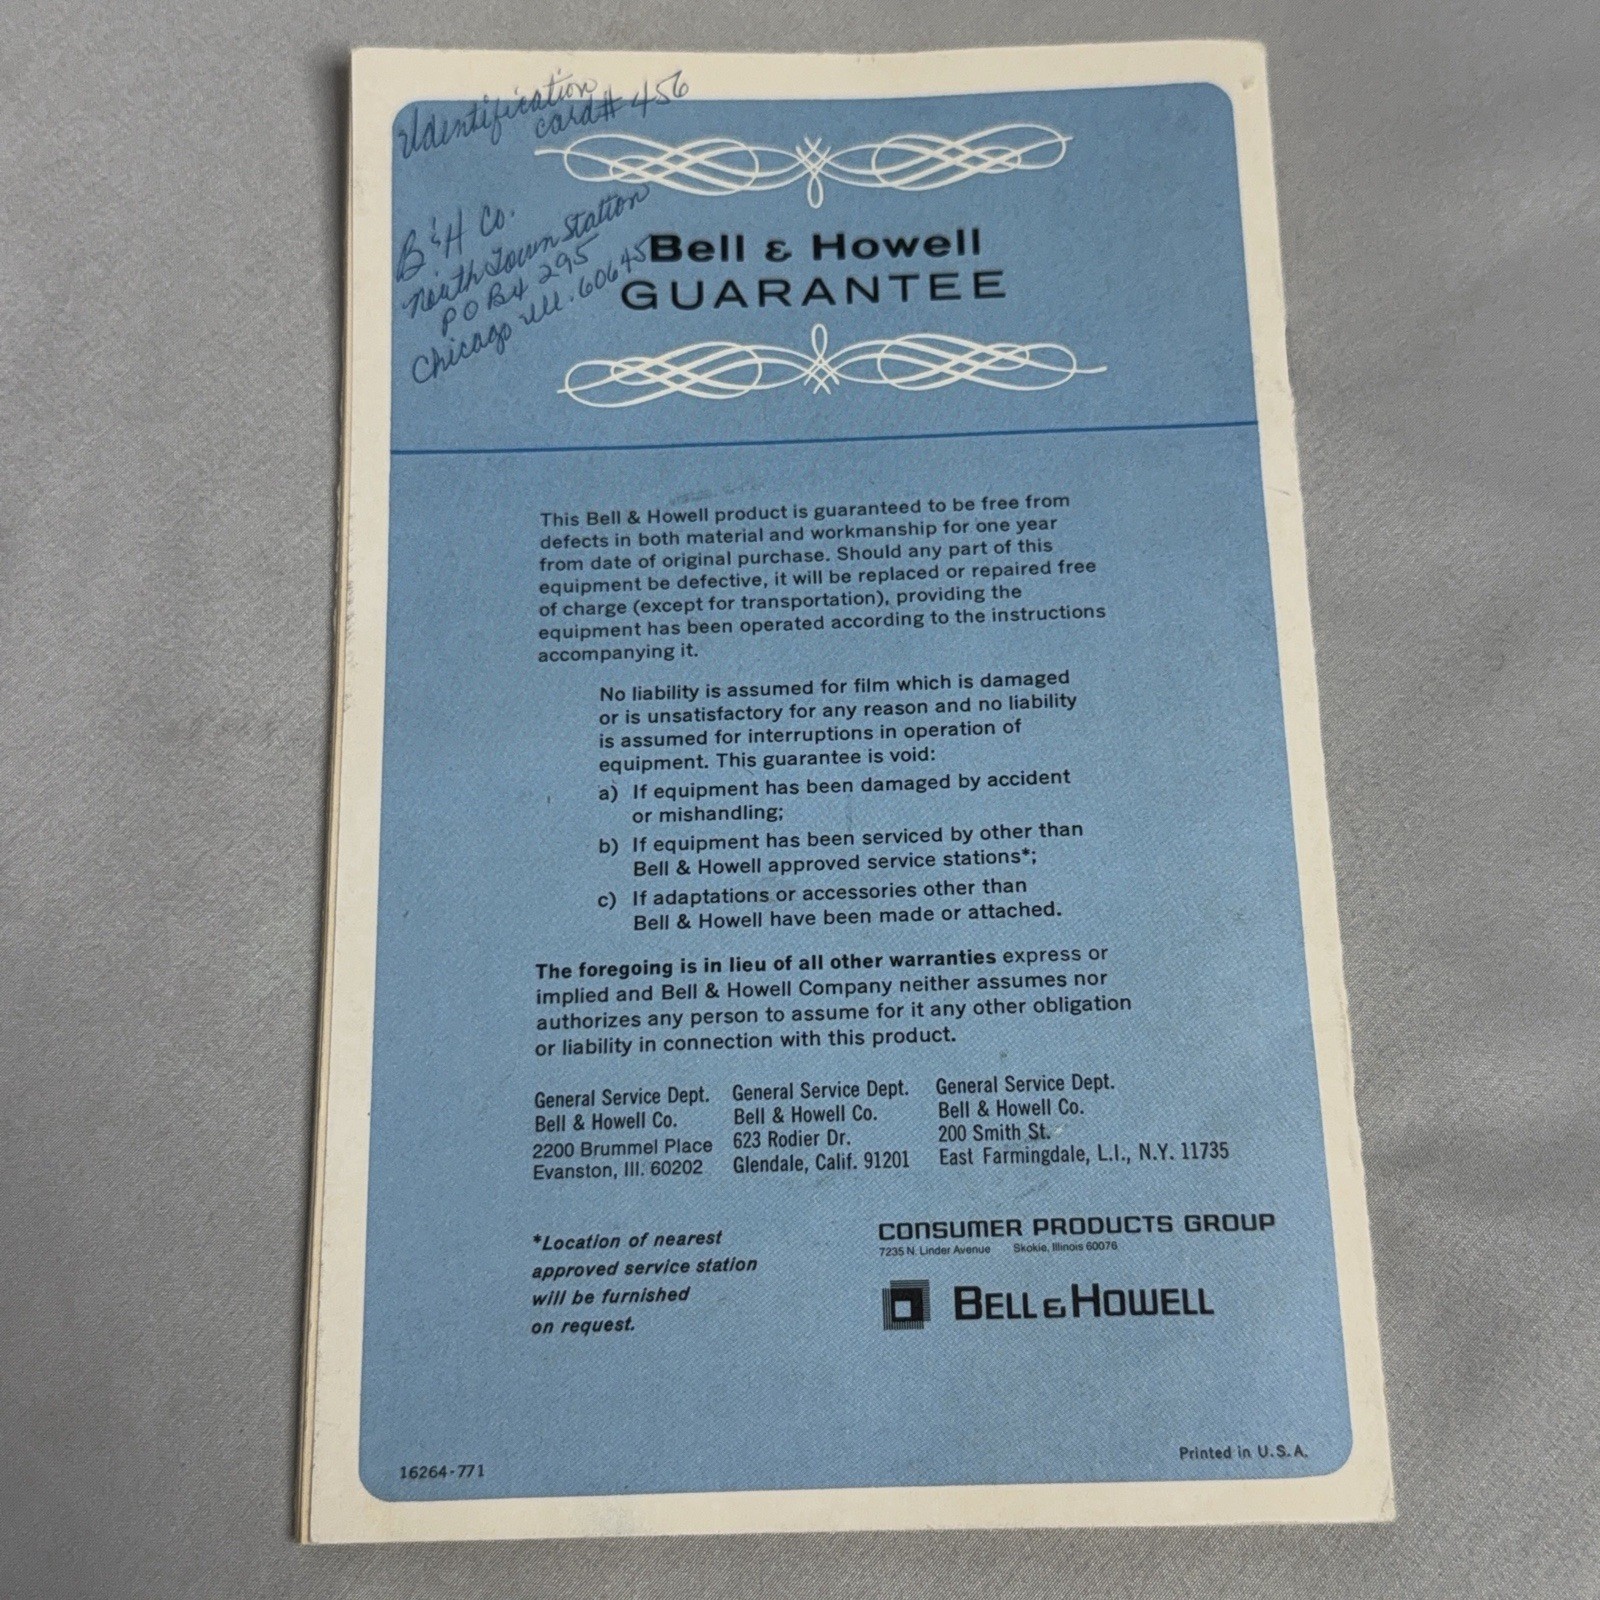 Identification
card# 456
B & H Co.
North Town Station
P O Bx 295
Chicago Ill. 60645
Bell & Howell
GUARANTEE
This Bell & Howell product is guaranteed to be free from
defects in both material and workmanship for one year
from date of original purchase. Should any part of this
equipment be defective, it will be replaced or repaired free
of charge (except for transportation), providing the
equipment has been operated according to the instructions
accompanying it.
No liability is assumed for film which is damaged
or is unsatisfactory for any reason and no liability
is assumed for interruptions in operation of
equipment. This guarantee is void:
a) If equipment has been damaged by accident
or mishandling;
b) If equipment has been serviced by other than
Bell & Howell approved service stations*;
c) If adaptations or accessories other than
Bell & Howell have been made or attached.
The foregoing is in lieu of all other warranties express or
implied and Bell & Howell Company neither assumes nor
authorizes any person to assume for it any other obligation
or liability in connection with this product.
General Service Dept.
Bell & Howell Co.
2200 Brummel Place
Evanston, Ill. 60202
General Service Dept.
Bell & Howell Co.
623 Rodier Dr.
Glendale, Calif. 91201
General Service Dept.
Bell & Howell Co.
200 Smith St.
East Farmingdale, L.I., N.Y. 11735
*Location of nearest
approved service station
will be furnished
on request.
CONSUMER PRODUCTS GROUP
7235 N. Linder Avenue Skokie, Illinois 60076
BELL & HOWELL
16264-771
Printed in U.S.A.